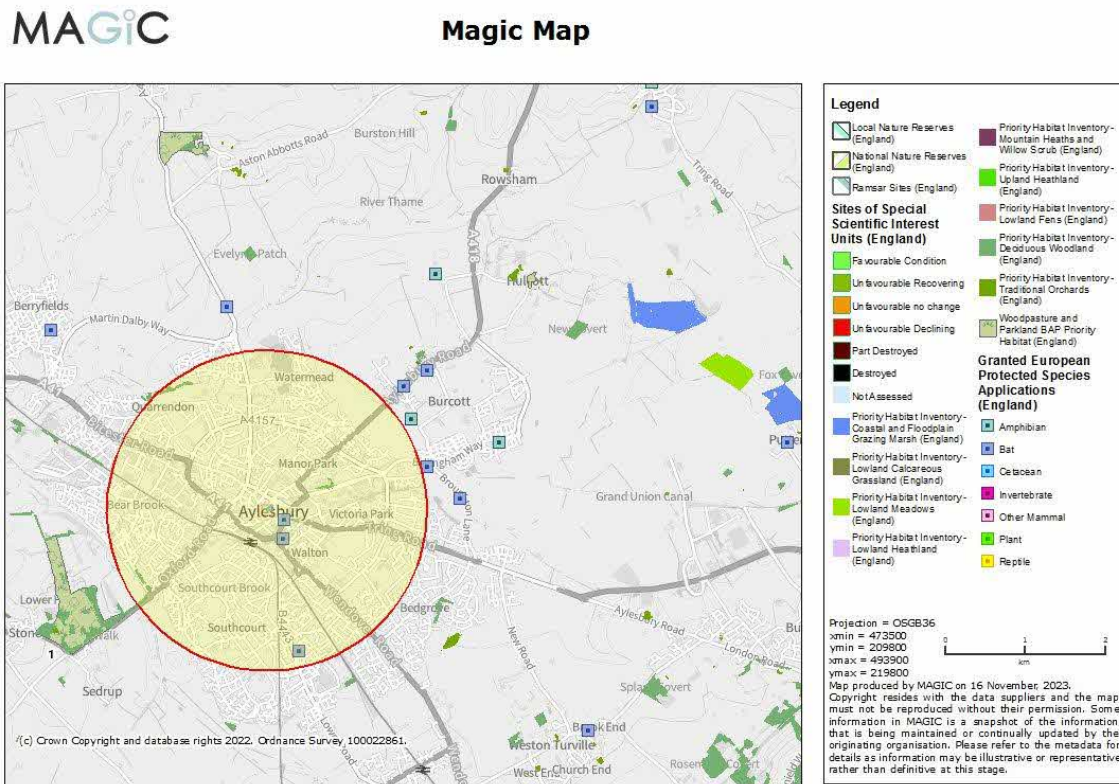 MAGiC
Magic Map
Burston Hill
Aston Abbotts Road
Rowsham
River Thame
Tring Road
A418
Evelyn Patch
Hulcott
Berryfields
Martin Dalby Way
Watermead
Quarrendon
A4157
Burcott
Manor Park
Bear Brook
Aylesbury
Victoria Park
Grand Union Canal
Tring Road
Walton
Southcourt Brook
Southcourt
B4443
Wendover Road
Bedgrove
New Road
Aylesbury Road
London Road
1
Sedrup
Weston Turville
West End
Church End
(c) Crown Copyright and database rights 2022. Ordnance Survey 100022861.
Legend
Local Nature Reserves
(England)
National Nature Reserves
(England)
Ramsar Sites (England)
Sites of Special
Scientific Interest
Units (England)
Favourable Condition
Unfavourable Recovering
Unfavourable no change
Unfavourable Declining
Part Destroyed
Destroyed
Not Assessed
Priority Habitat Inventory -
Coastal and Floodplain
Grazing Marsh (England)
Priority Habitat Inventory -
Lowland Calcareous
Grassland (England)
Priority Habitat Inventory -
Lowland Meadows
(England)
Priority Habitat Inventory -
Lowland Heathland
(England)
Priority Habitat Inventory -
Mountain Heaths and
Willow Scrub (England)
Priority Habitat Inventory -
Upland Heathland
(England)
Priority Habitat Inventory -
Lowland Fens (England)
Priority Habitat Inventory -
Deciduous Woodland
(England)
Priority Habitat Inventory -
Traditional Orchards
(England)
Woodpasture and
Parkland BAP Priority
Habitat (England)
Granted European
Protected Species
Applications
(England)
Amphibian
Bat
Cetacean
Invertebrate
Other Mammal
Plant
Reptile
Projection = OSGB36
xmin = 473500
ymin = 209800
xmax = 493900
ymax = 219800
0 1 2
km
Map produced by MAGIC on 16 November, 2023.
Copyright resides with the data suppliers and the map
must not be reproduced without their permission. Some
information in MAGIC is a snapshot of the information
that is being maintained or continually updated by the
originating organisation. Please refer to the metadata for
details as information may be illustrative or representative
rather than definitive at this stage.